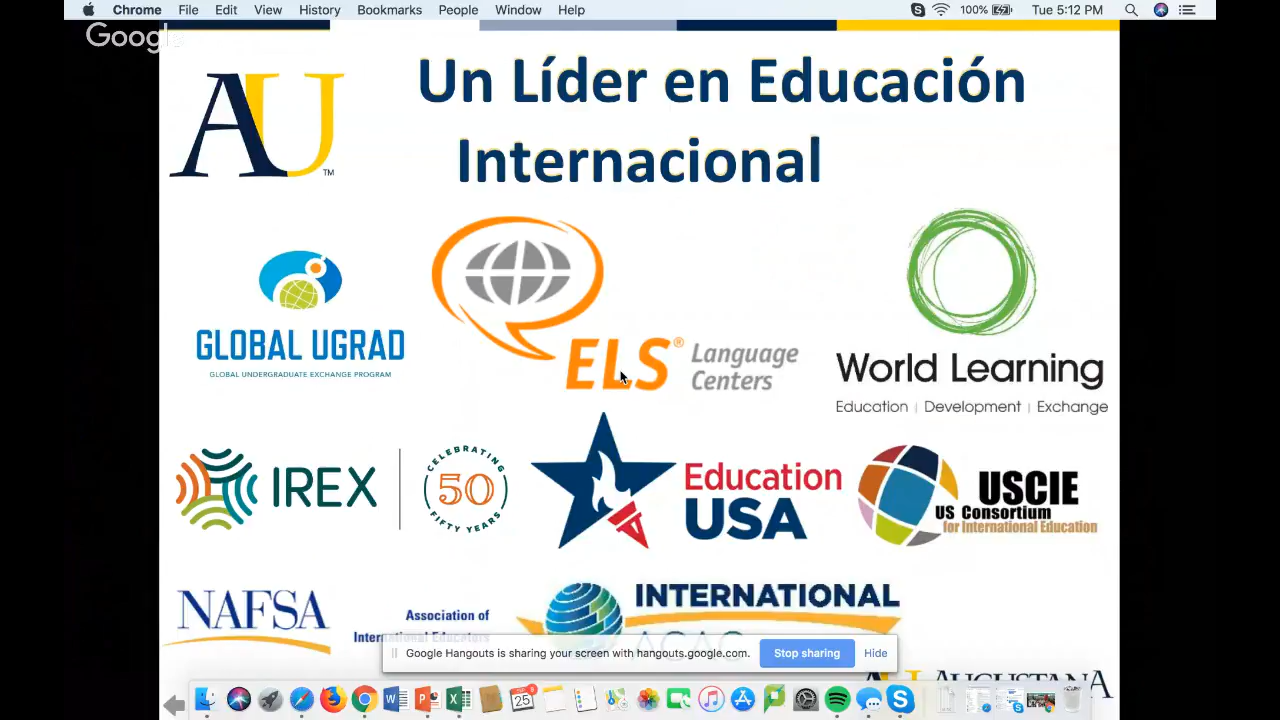 Chrome File Edit View History Bookmarks People Window Help 100% Tue 5:12 PM
Google
AU TM
Un Líder en Educación
Internacional
GLOBAL UGRAD
GLOBAL UNDERGRADUATE EXCHANGE PROGRAM
ELS® Language
Centers
World Learning
Education | Development | Exchange
IREX
CELEBRATING
50
FIFTY YEARS
Education
USA
USCIE
US Consortium
for International Education
NAFSA
Association of
International Educators
INTERNATIONAL
ACAC
Google Hangouts is sharing your screen with hangouts.google.com. Stop sharing Hide
AUGUSTANA
25